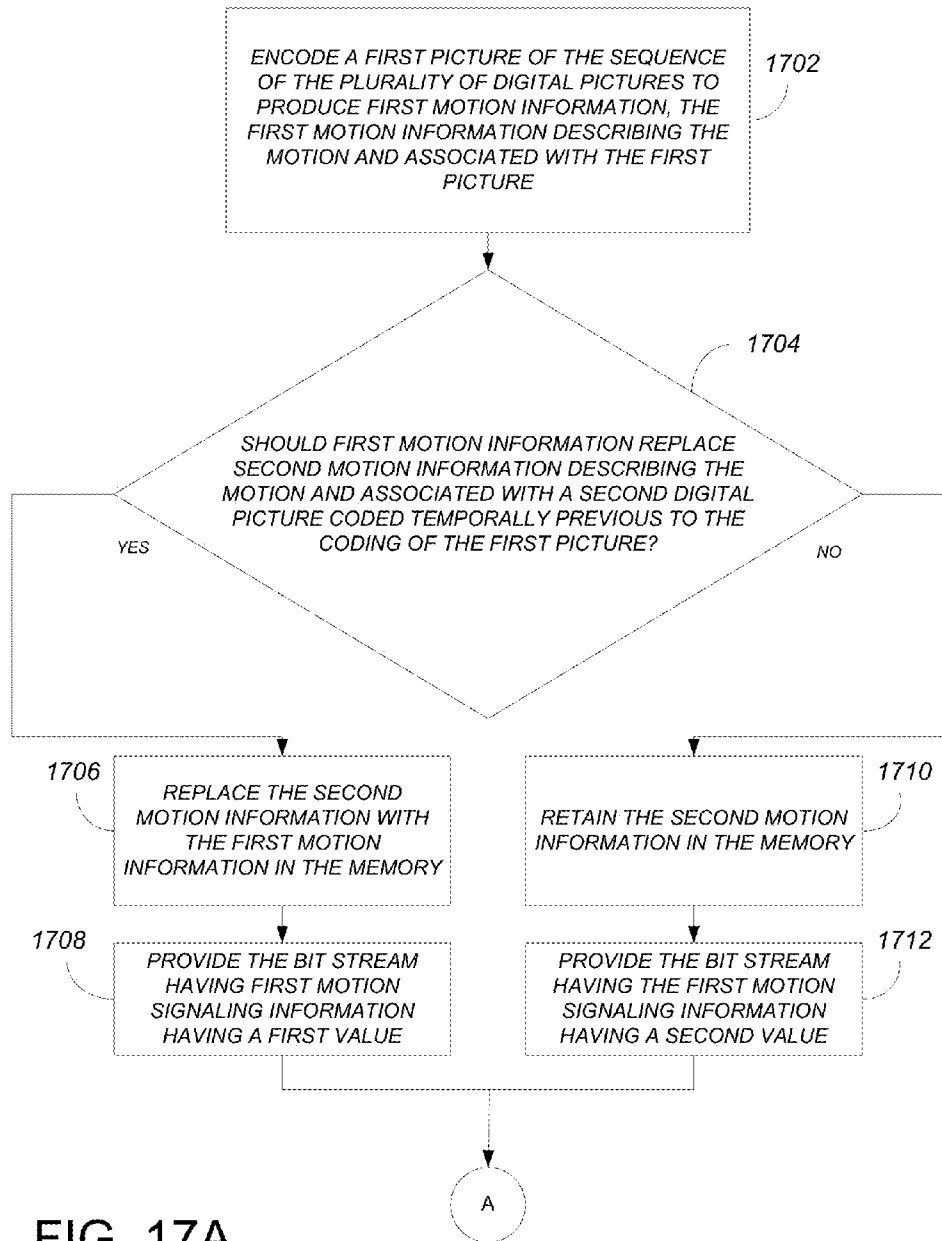 ENCODE A FIRST PICTURE OF THE SEQUENCE
OF THE PLURALITY OF DIGITAL PICTURES TO
PRODUCE FIRST MOTION INFORMATION, THE
FIRST MOTION INFORMATION DESCRIBING THE
MOTION AND ASSOCIATED WITH THE FIRST
PICTURE
1702
1704
SHOULD FIRST MOTION INFORMATION REPLACE
SECOND MOTION INFORMATION DESCRIBING THE
MOTION AND ASSOCIATED WITH A SECOND DIGITAL
PICTURE CODED TEMPORALLY PREVIOUS TO THE
CODING OF THE FIRST PICTURE?
YES
NO
1706
REPLACE THE SECOND
MOTION INFORMATION WITH
THE FIRST MOTION
INFORMATION IN THE MEMORY
1710
RETAIN THE SECOND MOTION
INFORMATION IN THE MEMORY
1708
PROVIDE THE BIT STREAM
HAVING FIRST MOTION
SIGNALING INFORMATION
HAVING A FIRST VALUE
1712
PROVIDE THE BIT STREAM
HAVING THE FIRST MOTION
SIGNALING INFORMATION
HAVING A SECOND VALUE
A
FIG. 17A